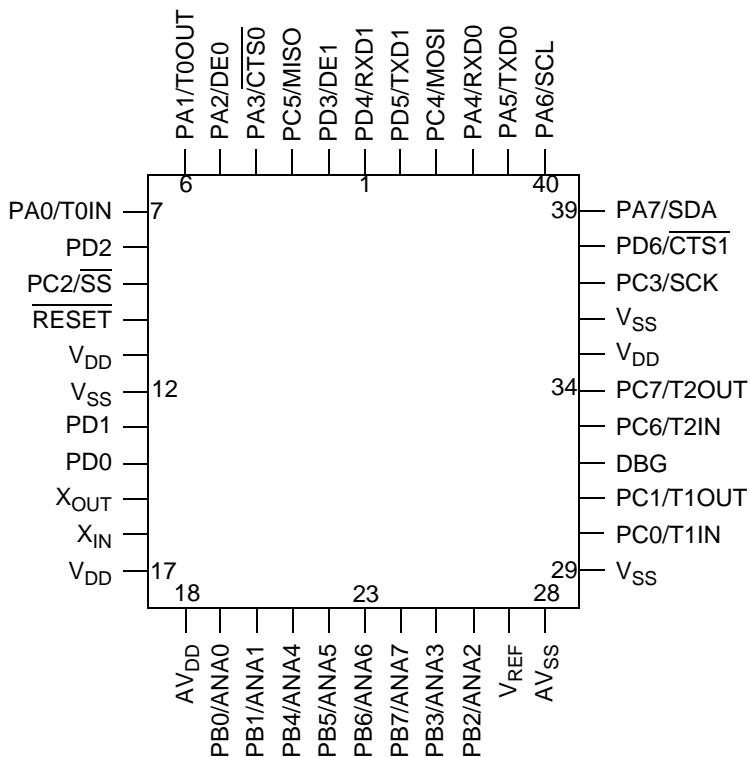 PA1/T0OUT
PA2/DE0
PA3/CTS0
PC5/MISO
PD3/DE1
PD4/RXD1
PD5/TXD1
PC4/MOSI
PA4/RXD0
PA5/TXD0
PA6/SCL
6
1
40
PA0/T0IN
7
39
PA7/SDA
PD2
PD6/CTS1
PC2/SS
PC3/SCK
RESET
VSS
VDD
VDD
VSS
12
34
PC7/T2OUT
PD1
PC6/T2IN
PD0
DBG
XOUT
PC1/T1OUT
XIN
PC0/T1IN
VDD
17
29
VSS
18
23
28
AVDD
PB0/ANA0
PB1/ANA1
PB4/ANA4
PB5/ANA5
PB6/ANA6
PB7/ANA7
PB3/ANA3
PB2/ANA2
VREF
AVSS